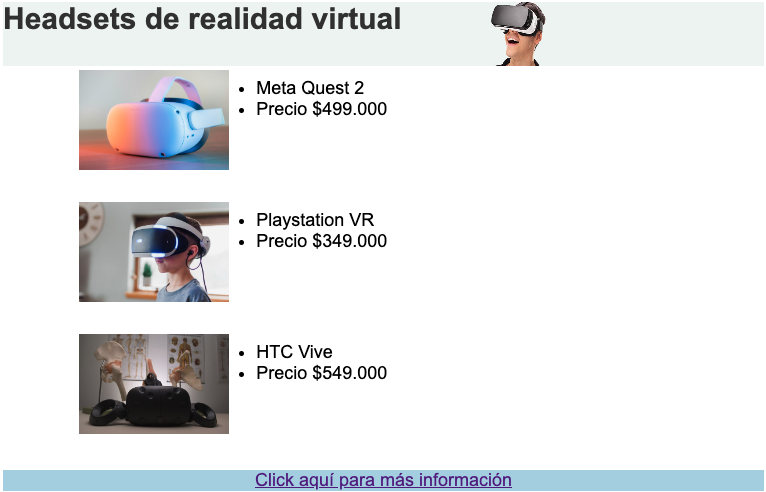 Headsets de realidad virtual
Meta Quest 2
Precio $499.000
Playstation VR
Precio $349.000
HTC Vive
Precio $549.000
Click aquí para más información